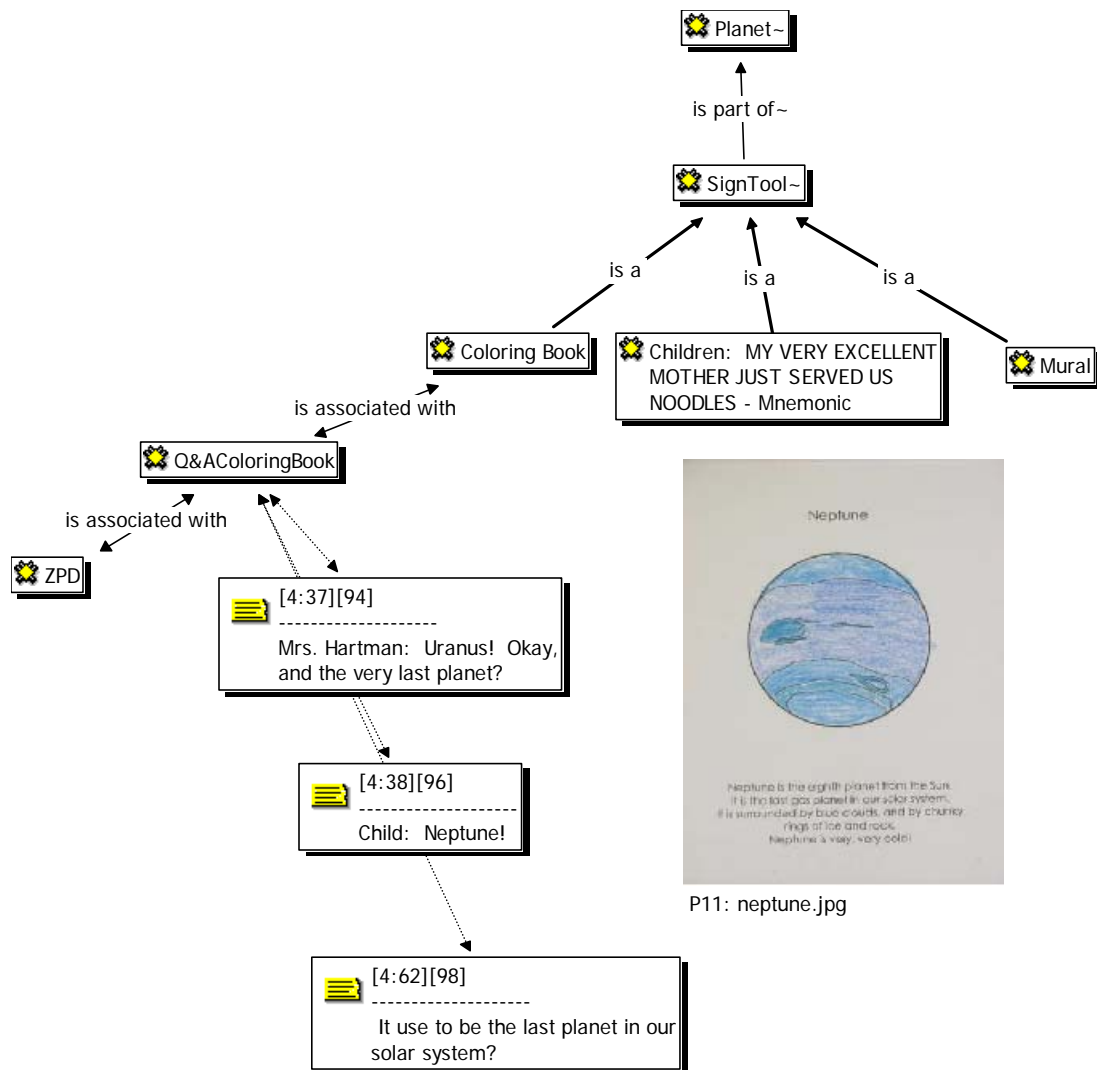 Planet~
is part of~
SignTool~
is a
is a
is a
Coloring Book
Children: MY VERY EXCELLENT
MOTHER JUST SERVED US
NOODLES - Mnemonic
Mural
is associated with
Q&AColoringBook
is associated with
ZPD
[4:37][94]
--------------------
Mrs. Hartman: Uranus! Okay,
and the very last planet?
[4:38][96]
--------------------
Child: Neptune!
[4:62][98]
--------------------
It use to be the last planet in our
solar system?
Neptune
Neptune is the eighth planet from the Sun.
It is the last gas planet in our solar system.
It is surrounded by blue clouds, and by chunky
rings of ice and rock.
Neptune is very, very cold!
P11: neptune.jpg